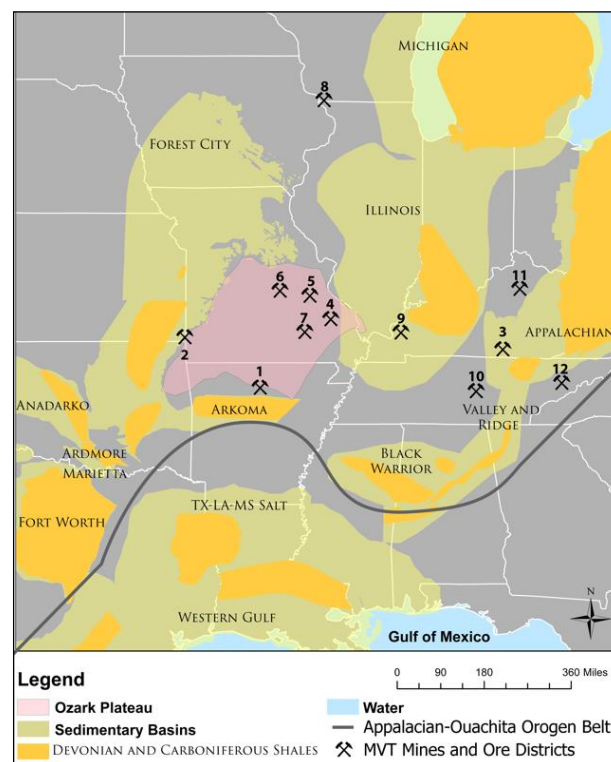 MICHIGAN
8
FOREST CITY
ILLINOIS
6
5
11
4
7
9
3
APPALACHIAN
2
1
10
12
ANADARKO
ARKOMA
VALLEY AND
RIDGE
ARDMORE
MARIETTA
BLACK
WARRIOR
TX-LA-MS SALT
FORT WORTH
WESTERN GULF
Gulf of Mexico
N
Legend
0 90 180 360 Miles
Ozark Plateau
Sedimentary Basins
DEVONIAN AND CARBONIFEROUS SHALES
Water
Appalacian-Ouachita Orogen Belt
MVT Mines and Ore Districts